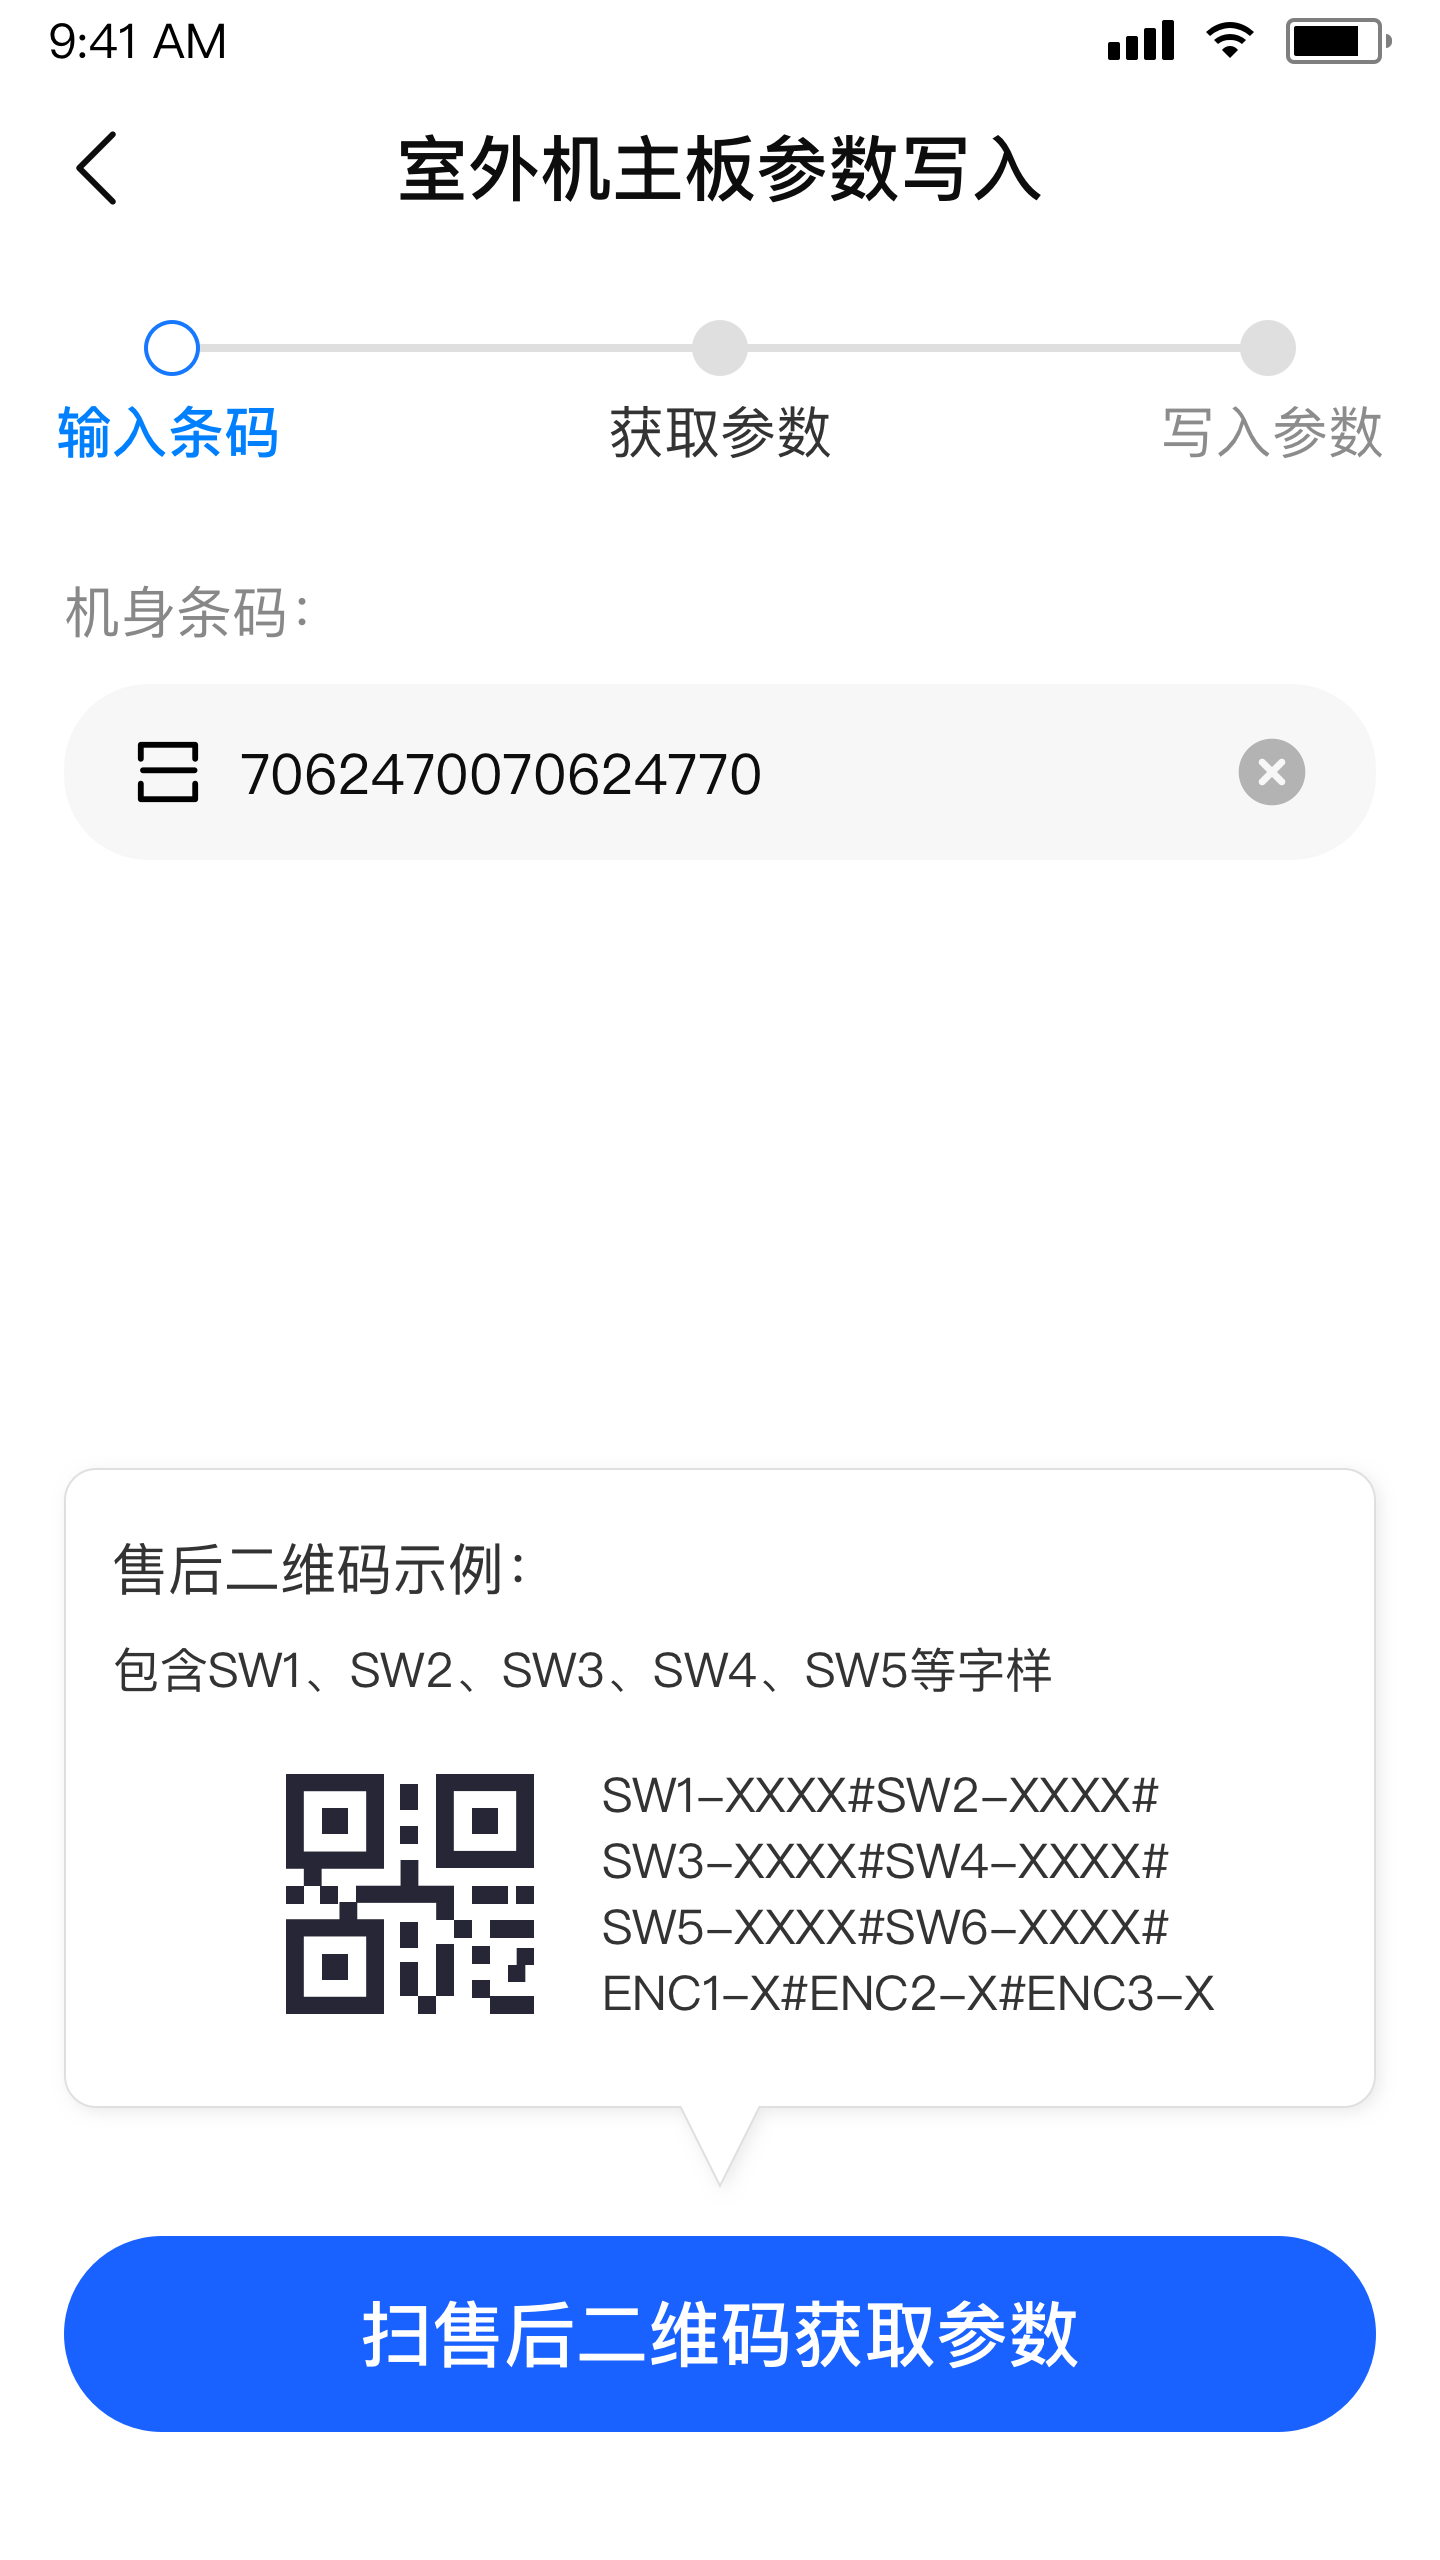 9:41 AM
室外机主板参数写入
输入条码
获取参数
写入参数
机身条码：
7062470070624770
售后二维码示例：
包含SW1、SW2、SW3、SW4、SW5等字样
SW1-XXXX#SW2-XXXX#
SW3-XXXX#SW4-XXXX#
SW5-XXXX#SW6-XXXX#
ENC1-X#ENC2-X#ENC3-X
扫售后二维码获取参数